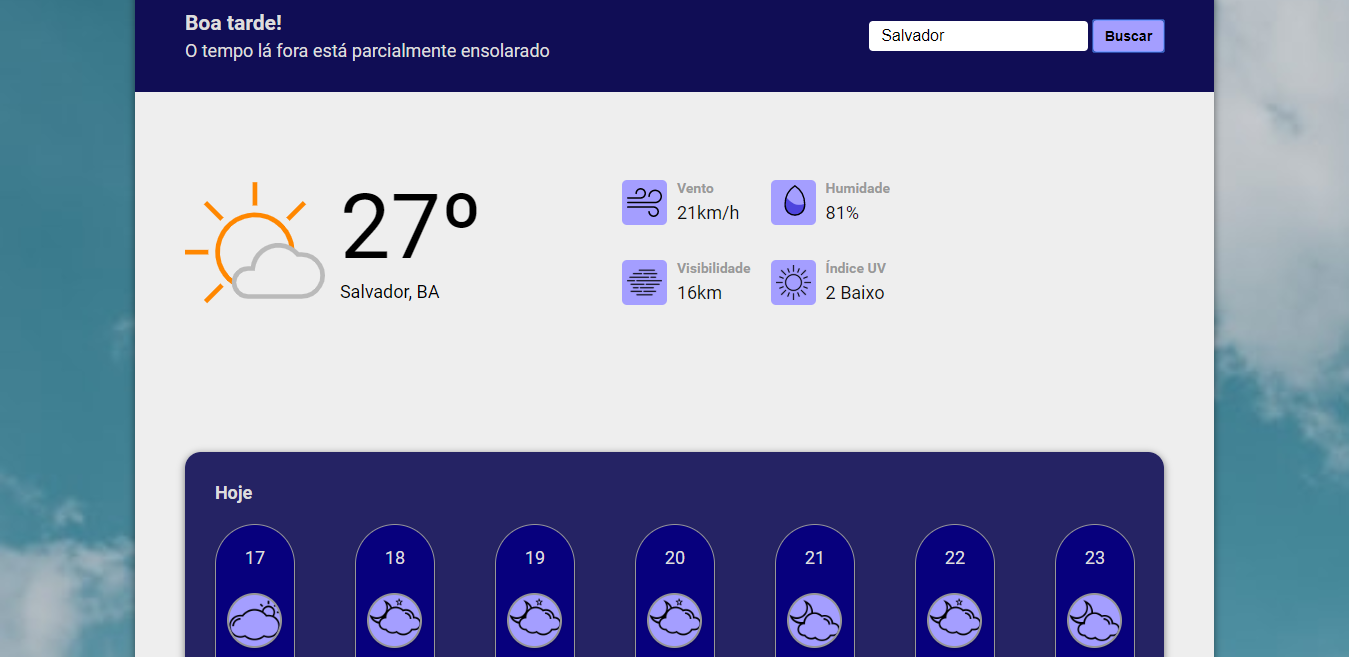 Boa tarde!
O tempo lá fora está parcialmente ensolarado
Salvador
Buscar
27º
Salvador, BA
Vento
21km/h
Humidade
81%
Visibilidade
16km
Índice UV
2 Baixo
Hoje
17 18 19 20 21 22 23